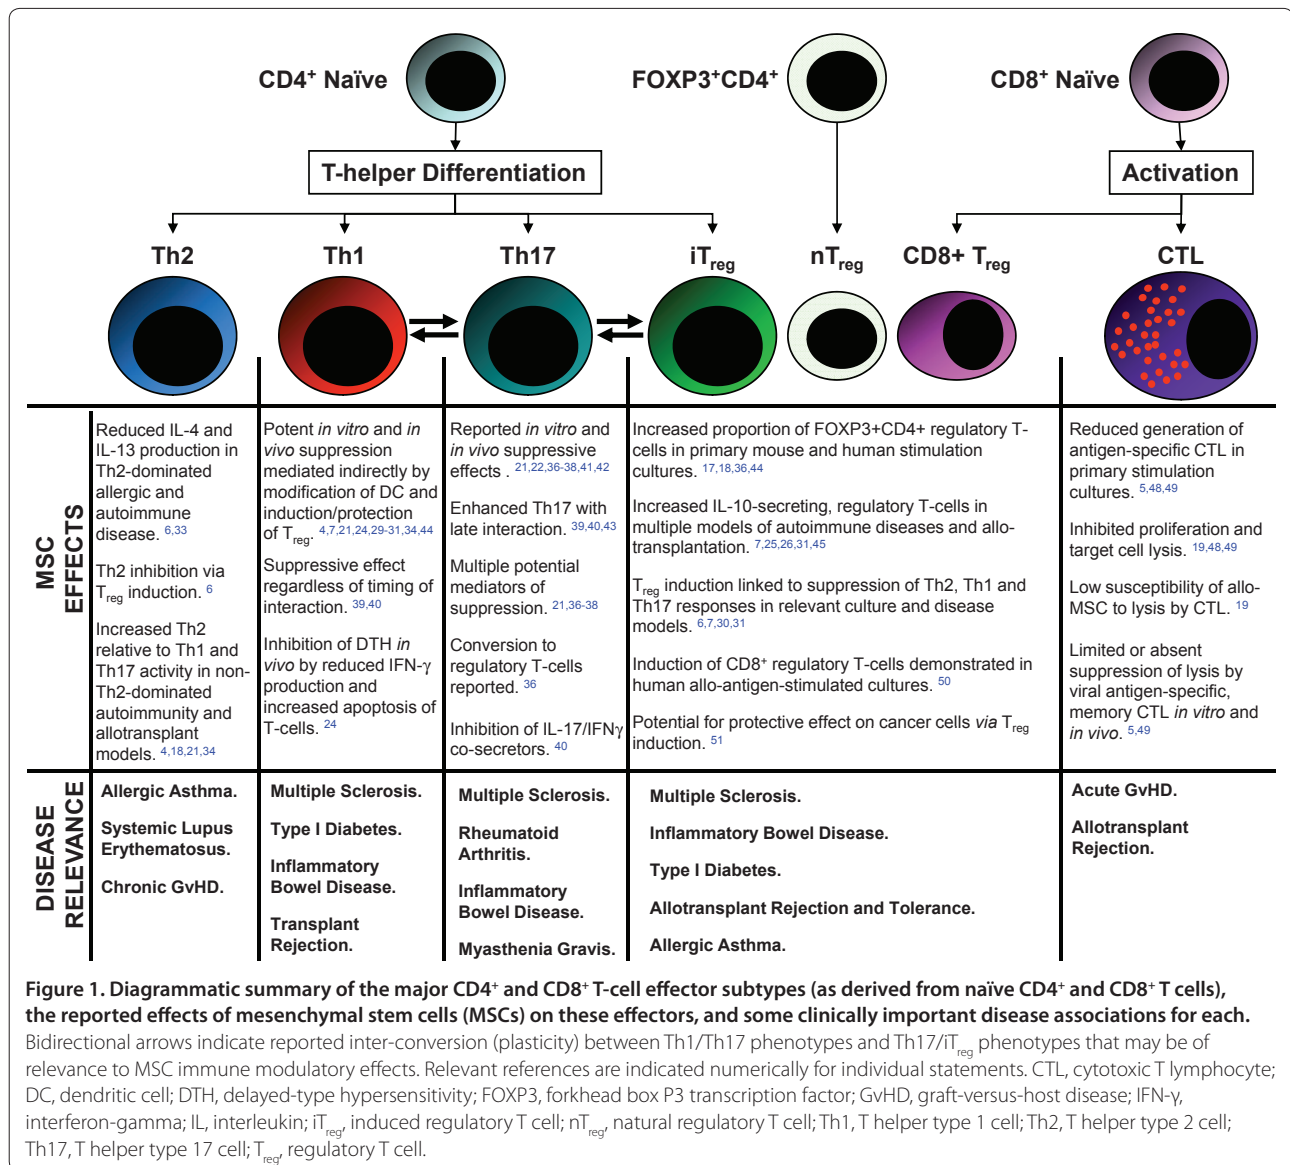 CD4⁺ Naïve
FOXP3⁺CD4⁺
CD8⁺ Naïve
T-helper Differentiation
Activation
Th2
Th1
Th17
iTreg
nTreg
CD8+ Treg
CTL
MSC
EFFECTS
Reduced IL-4 and
IL-13 production in
Th2-dominated
allergic and
autoimmune
disease. 6,33
Th2 inhibition via
Treg induction. 6
Increased Th2
relative to Th1 and
Th17 activity in non-
Th2-dominated
autoimmunity and
allotransplant
models. 4,18,21,34
Potent in vitro and in
vivo suppression
mediated indirectly by
modification of DC and
induction/protection
of Treg. 4,7,21,24,29-31,34,44
Suppressive effect
regardless of timing of
interaction. 39,40
Inhibition of DTH in
vivo by reduced IFN-γ
production and
increased apoptosis of
T-cells. 24
Reported in vitro and
in vivo suppressive
effects . 21,22,36-38,41,42
Enhanced Th17 with
late interaction. 39,40,43
Multiple potential
mediators of
suppression. 21,36-38
Conversion to
regulatory T-cells
reported. 36
Inhibition of IL-17/IFNγ
co-secretors. 40
Increased proportion of FOXP3+CD4+ regulatory T-
cells in primary mouse and human stimulation
cultures. 17,18,36,44
Increased IL-10-secreting, regulatory T-cells in
multiple models of autoimmune diseases and allo-
transplantation. 7,25,26,31,45
Treg induction linked to suppression of Th2, Th1 and
Th17 responses in relevant culture and disease
models. 6,7,30,31
Induction of CD8⁺ regulatory T-cells demonstrated in
human allo-antigen-stimulated cultures. 50
Potential for protective effect on cancer cells via Treg
induction. 51
Reduced generation of
antigen-specific CTL in
primary stimulation
cultures. 5,48,49
Inhibited proliferation and
target cell lysis. 19,48,49
Low susceptibility of allo-
MSC to lysis by CTL. 19
Limited or absent
suppression of lysis by
viral antigen-specific,
memory CTL in vitro and
in vivo. 5,49
DISEASE
RELEVANCE
Allergic Asthma.
Systemic Lupus
Erythematosus.
Chronic GvHD.
Multiple Sclerosis.
Type I Diabetes.
Inflammatory
Bowel Disease.
Transplant
Rejection.
Multiple Sclerosis.
Rheumatoid
Arthritis.
Inflammatory
Bowel Disease.
Myasthenia Gravis.
Multiple Sclerosis.
Inflammatory Bowel Disease.
Type I Diabetes.
Allotransplant Rejection and Tolerance.
Allergic Asthma.
Acute GvHD.
Allotransplant
Rejection.
Figure 1. Diagrammatic summary of the major CD4⁺ and CD8⁺ T-cell effector subtypes (as derived from naïve CD4⁺ and CD8⁺ T cells),
the reported effects of mesenchymal stem cells (MSCs) on these effectors, and some clinically important disease associations for each.
Bidirectional arrows indicate reported inter-conversion (plasticity) between Th1/Th17 phenotypes and Th17/iTreg phenotypes that may be of
relevance to MSC immune modulatory effects. Relevant references are indicated numerically for individual statements. CTL, cytotoxic T lymphocyte;
DC, dendritic cell; DTH, delayed-type hypersensitivity; FOXP3, forkhead box P3 transcription factor; GvHD, graft-versus-host disease; IFN-γ,
interferon-gamma; IL, interleukin; iTreg, induced regulatory T cell; nTreg, natural regulatory T cell; Th1, T helper type 1 cell; Th2, T helper type 2 cell;
Th17, T helper type 17 cell; Treg, regulatory T cell.